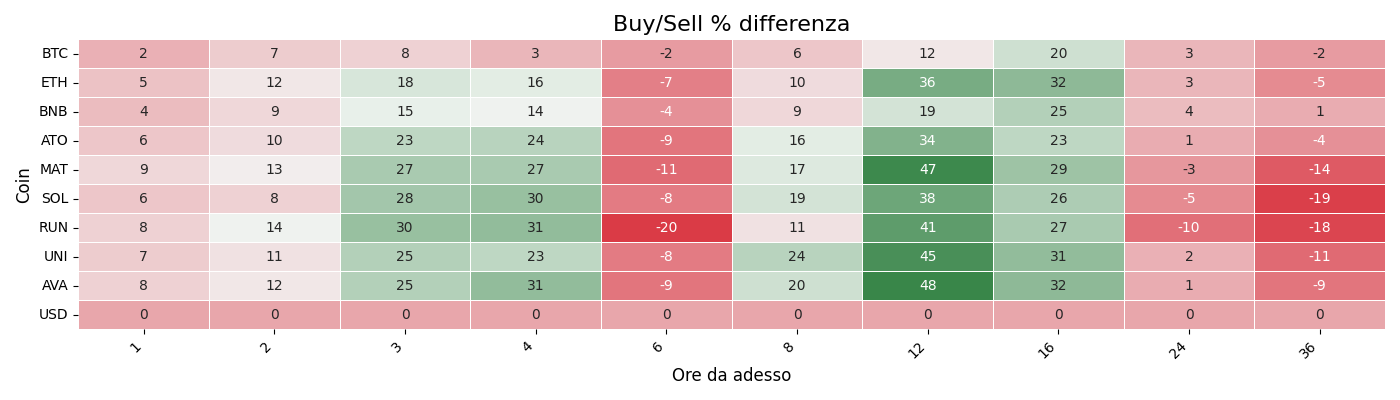 Buy/Sell % differenza
Coin
BTC 2 7 8 3 -2 6 12 20 3 -2
ETH 5 12 18 16 -7 10 36 32 3 -5
BNB 4 9 15 14 -4 9 19 25 4 1
ATO 6 10 23 24 -9 16 34 23 1 -4
MAT 9 13 27 27 -11 17 47 29 -3 -14
SOL 6 8 28 30 -8 19 38 26 -5 -19
RUN 8 14 30 31 -20 11 41 27 -10 -18
UNI 7 11 25 23 -8 24 45 31 2 -11
AVA 8 12 25 31 -9 20 48 32 1 -9
USD 0 0 0 0 0 0 0 0 0 0
1 2 3 4 6 8 12 16 24 36
Ore da adesso